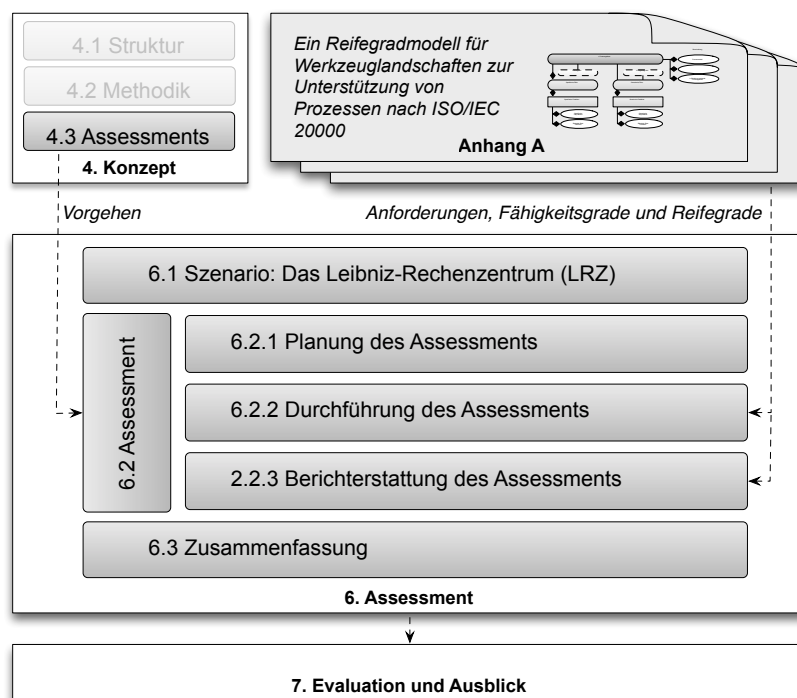 4.1 Struktur
4.2 Methodik
4.3 Assessments
4. Konzept
Ein Reifegradmodell für
Werkzeuglandschaften zur
Unterstützung von
Prozessen nach ISO/IEC
20000
Anhang A
Vorgehen
Anforderungen, Fähigkeitsgrade und Reifegrade
6.1 Szenario: Das Leibniz-Rechenzentrum (LRZ)
6.2 Assessment
6.2.1 Planung des Assessments
6.2.2 Durchführung des Assessments
2.2.3 Berichterstattung des Assessments
6.3 Zusammenfassung
6. Assessment
7. Evaluation und Ausblick